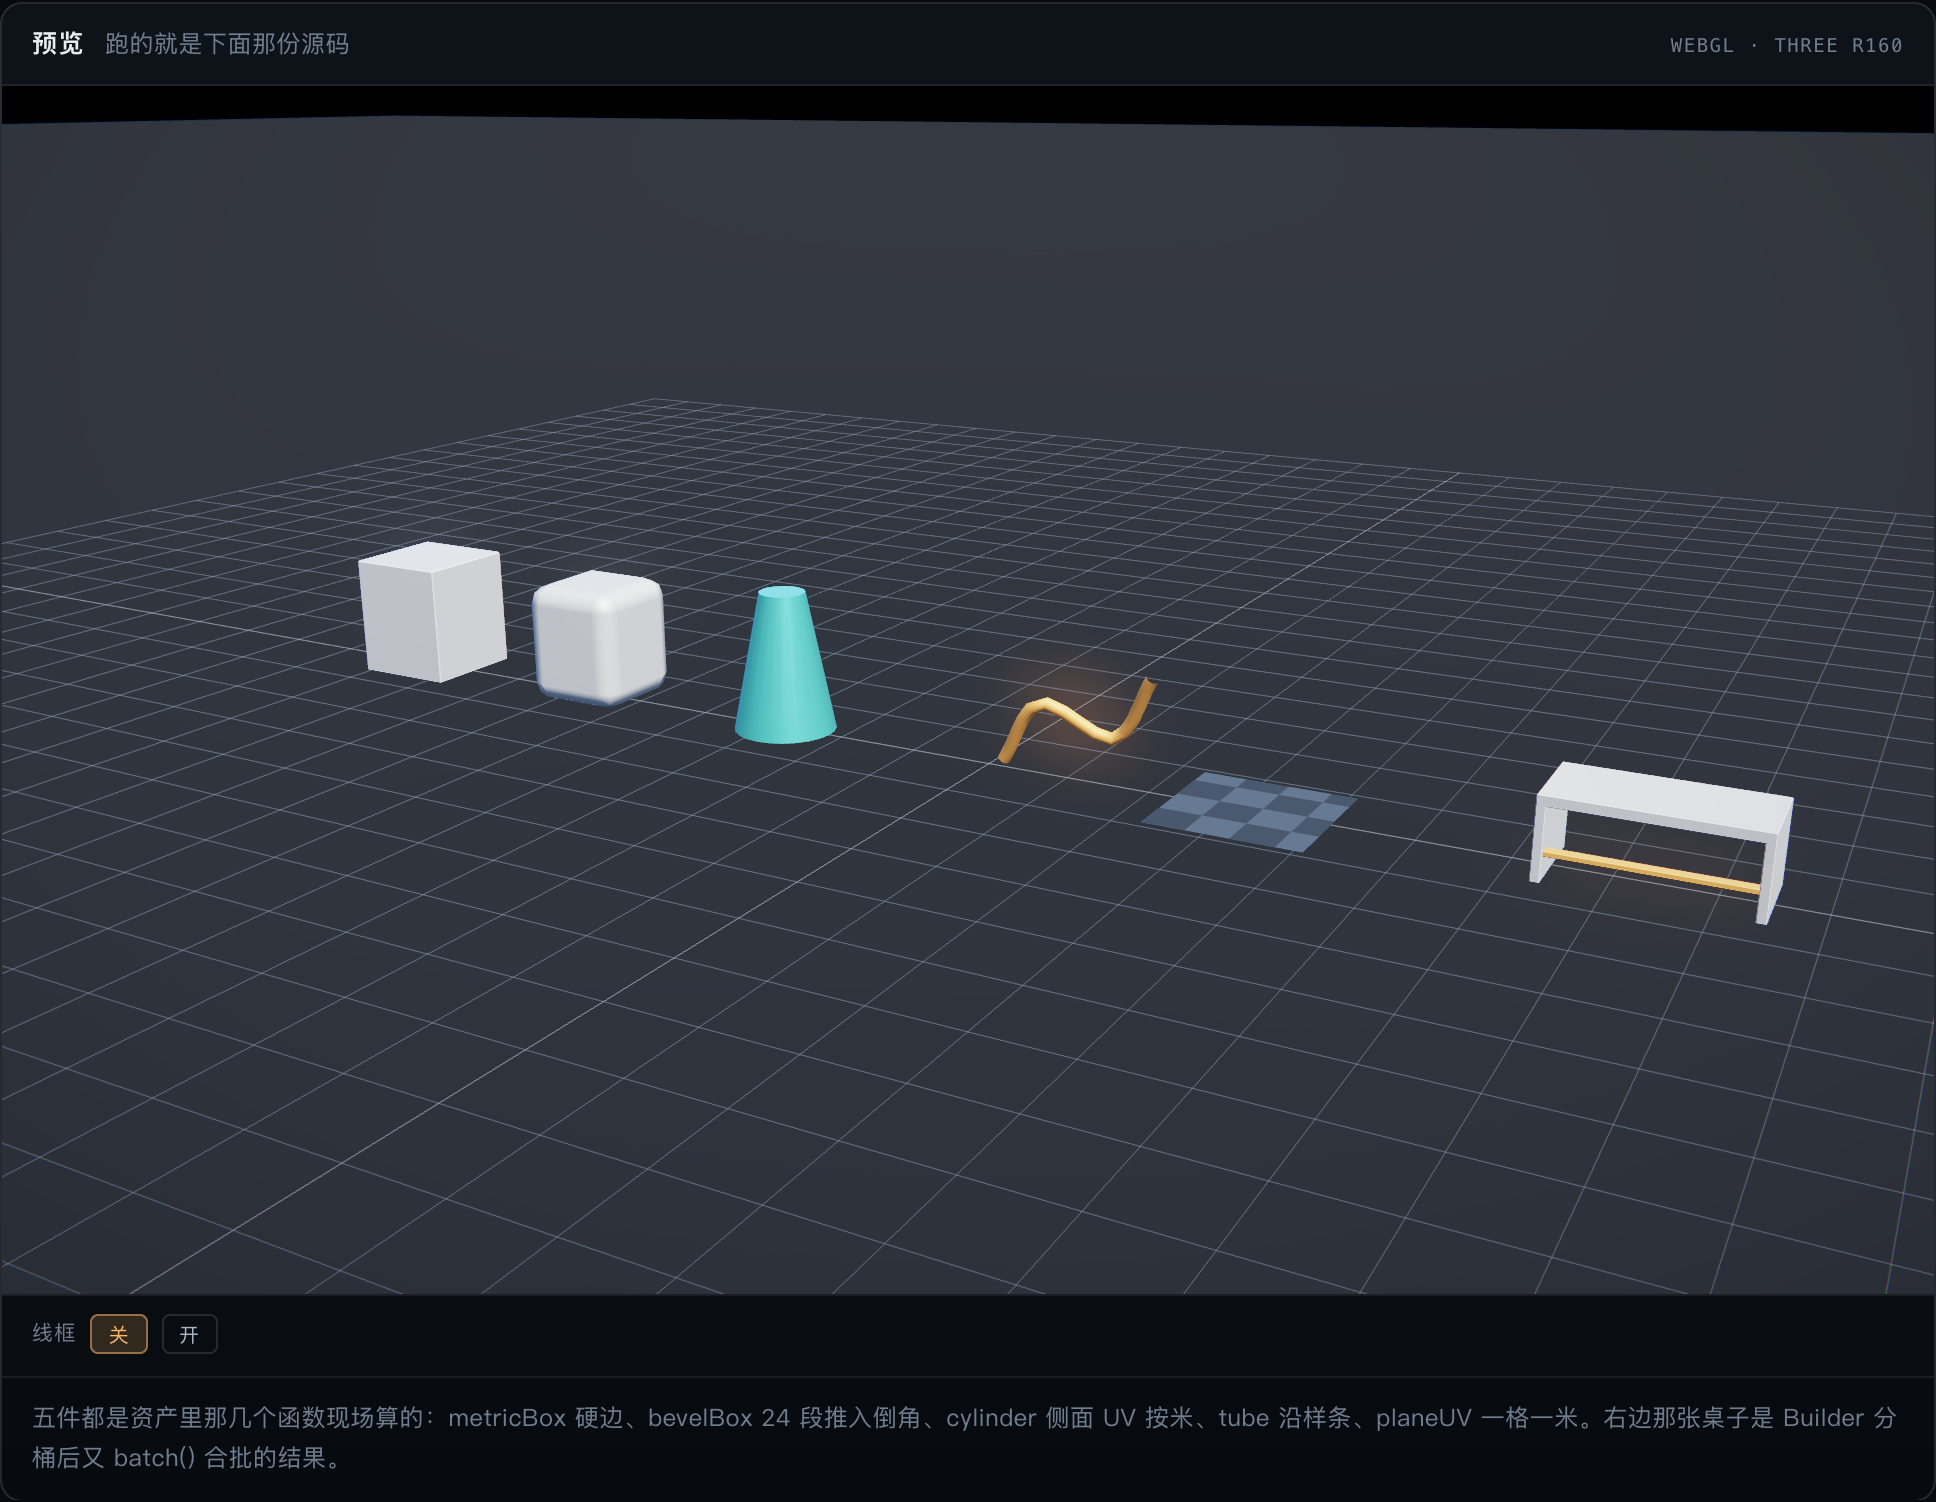 预览 跑的就是下面那份源码
WEBGL · THREE R160
线框 关 开
五件都是资产里那几个函数现场算的：metricBox 硬边、bevelBox 24 段推入倒角、cylinder 侧面 UV 按米、tube 沿样条、planeUV 一格一米。右边那张桌子是 Builder 分
桶后又 batch() 合批的结果。